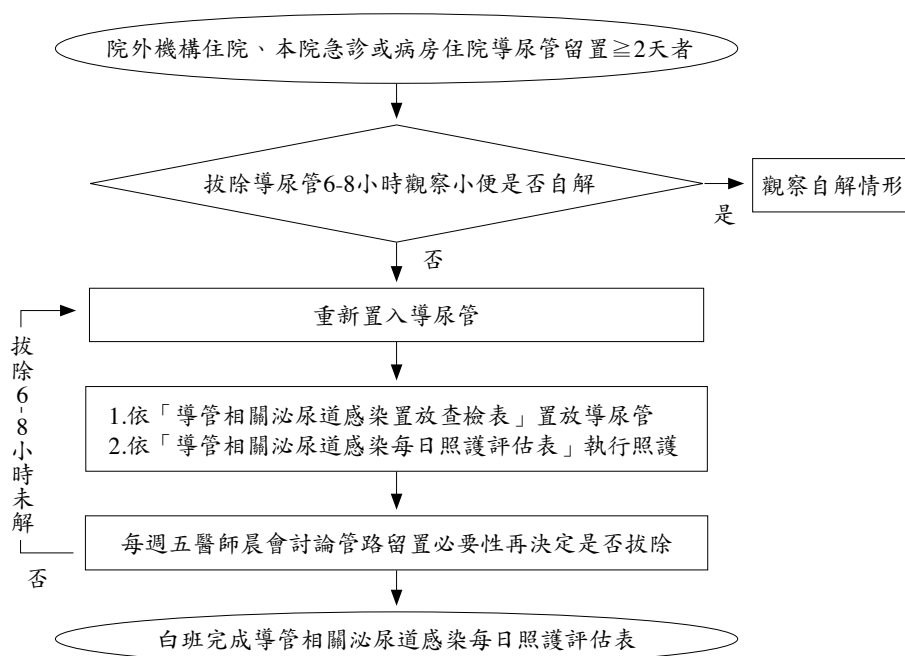 院外機構住院、本院急診或病房住院導尿管留置≧2天者
拔除導尿管6-8小時觀察小便是否自解
觀察自解情形
是
否
重新置入導尿管
拔除6-8小時未解
1.依「導管相關泌尿道感染置放查檢表」置放導尿管
2.依「導管相關泌尿道感染每日照護評估表」執行照護
每週五醫師晨會討論管路留置必要性再決定是否拔除
否
白班完成導管相關泌尿道感染每日照護評估表